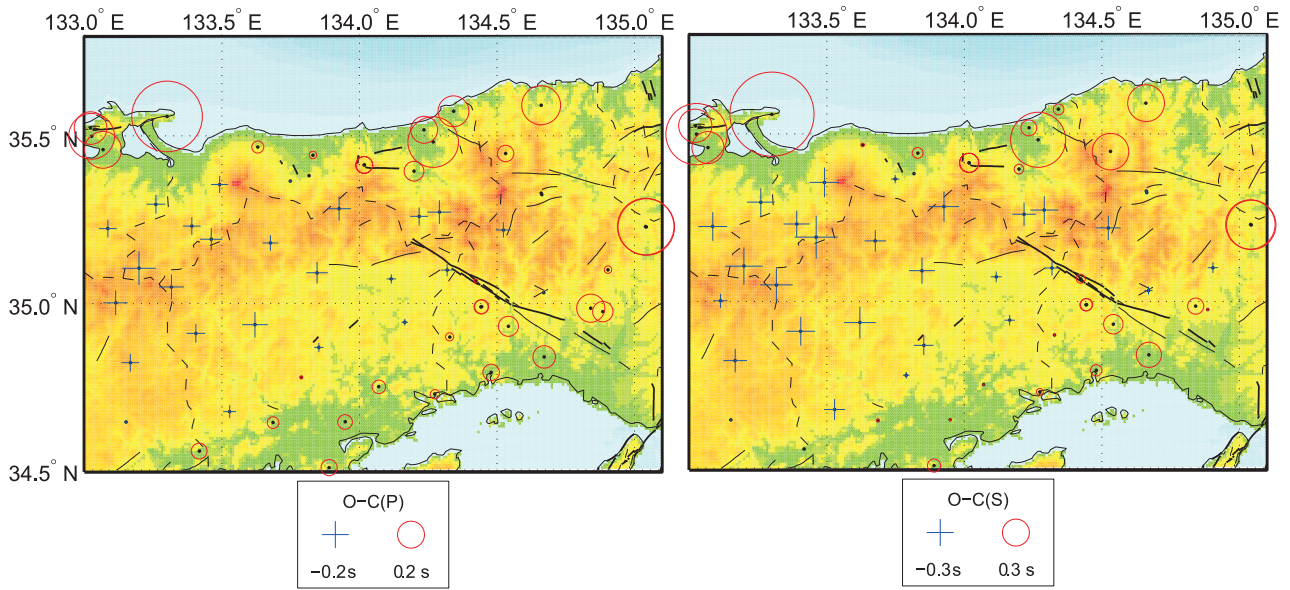 133.0° E 133.5° E 134.0° E 134.5° E 135.0° E 133.5° E 134.0° E 134.5° E 135.0° E
35.5° N
35.0° N
34.5° N
O−C(P)
−0.2s 0.2 s
O−C(S)
−0.3s 0.3 s